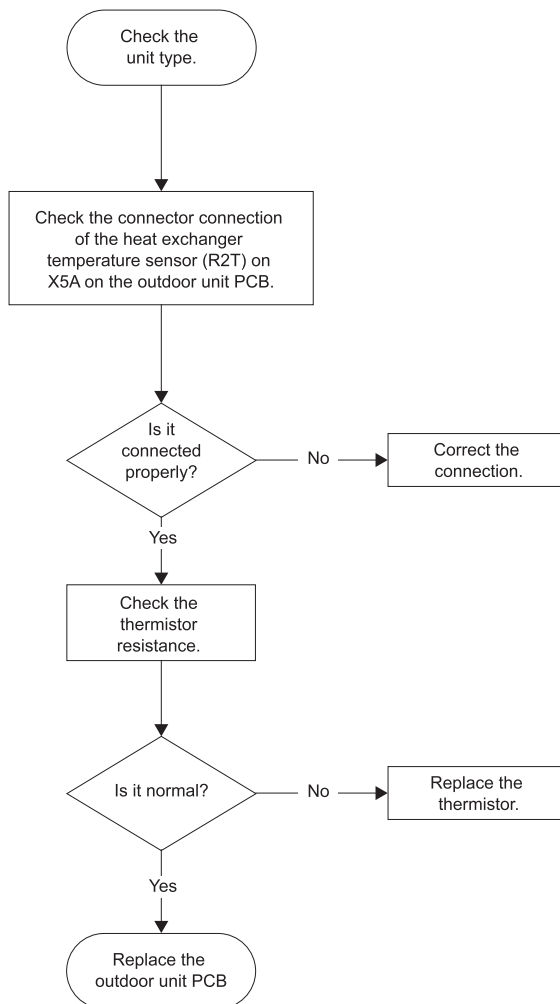 Check the
unit type.
Check the connector connection
of the heat exchanger
temperature sensor (R2T) on
X5A on the outdoor unit PCB.
Is it
connected
properly?
No
Correct the
connection.
Yes
Check the
thermistor
resistance.
Is it normal?
No
Replace the
thermistor.
Yes
Replace the
outdoor unit PCB